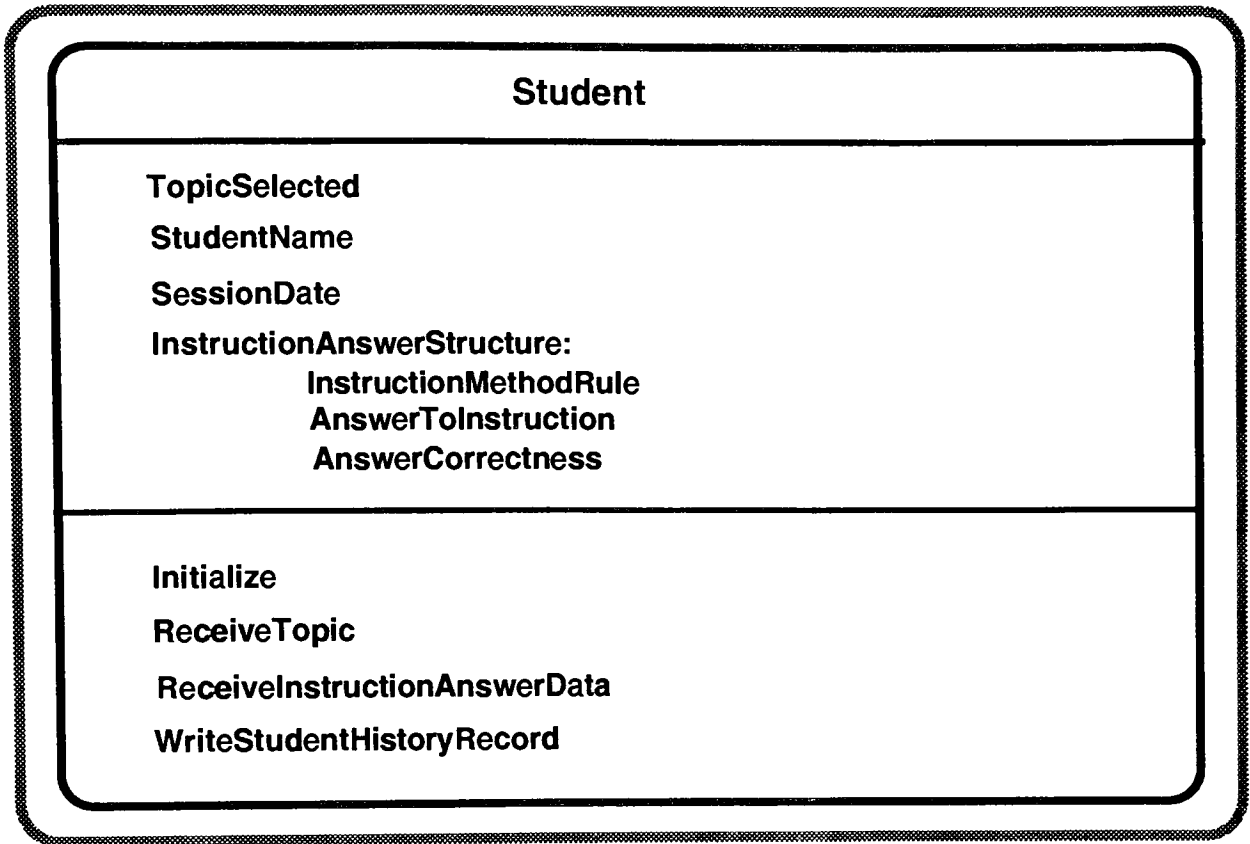 Student
TopicSelected
StudentName
SessionDate
InstructionAnswerStructure:
InstructionMethodRule
AnswerToInstruction
AnswerCorrectness
Initialize
ReceiveTopic
ReceiveInstructionAnswerData
WriteStudentHistoryRecord